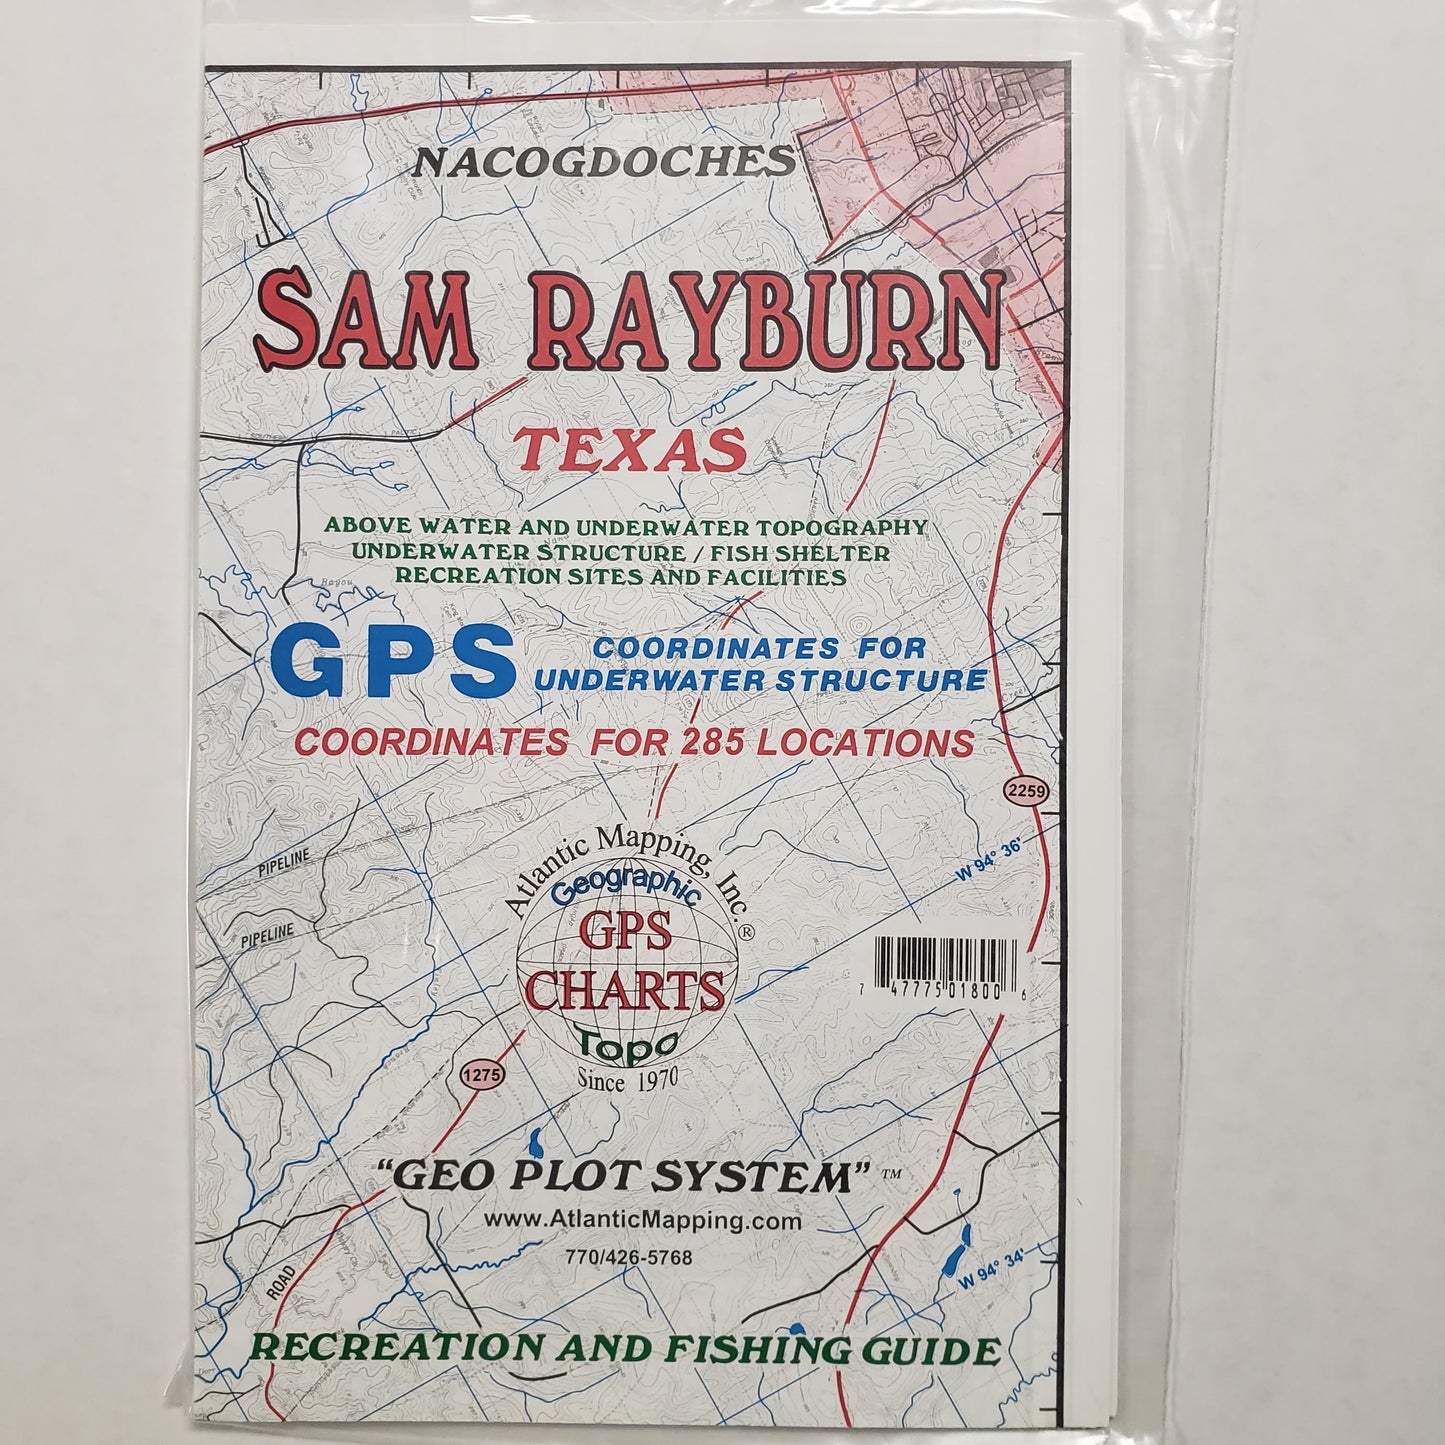 NACOGDOCHES
SAM RAYBURN
TEXAS
ABOVE WATER AND UNDERWATER TOPOGRAPHY
UNDERWATER STRUCTURE / FISH SHELTER
RECREATION SITES AND FACILITIES
Bayou
GPS COORDINATES FOR
UNDERWATER STRUCTURE
COORDINATES FOR 285 LOCATIONS
2259
W 94° 36'
PIPELINE
PIPELINE
Atlantic Mapping, Inc.®
Geographic
GPS
CHARTS
Topo
Since 1970
7 47775 01800 6
1275
"GEO PLOT SYSTEM" ™
www.AtlanticMapping.com
770/426-5768
W 94° 34'
ROAD
RECREATION AND FISHING GUIDE